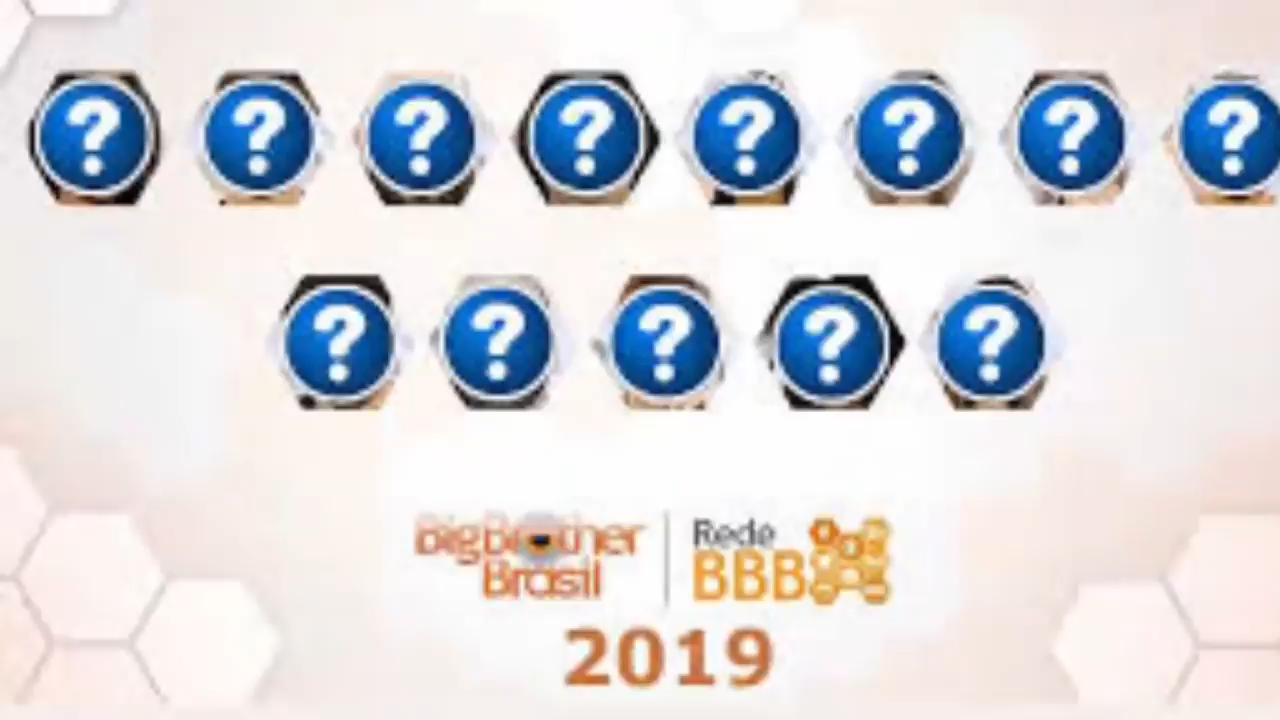 ? ? ? ? ? ? ? ?
? ? ? ? ?
Big Brother
Brasil
Rede
BBB
2019